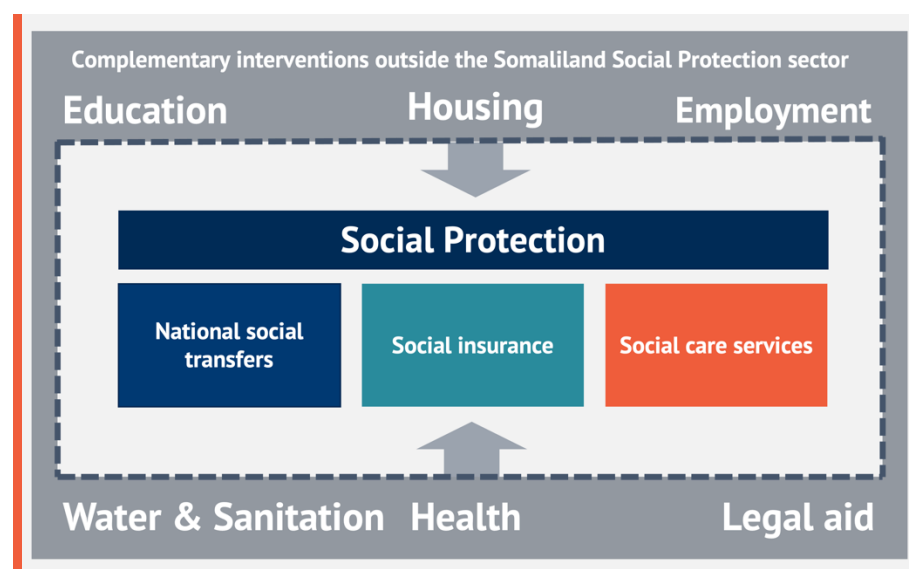 Complementary interventions outside the Somaliland Social Protection sector
Education
Housing
Employment
Social Protection
National social
transfers
Social insurance
Social care services
Water & Sanitation
Health
Legal aid